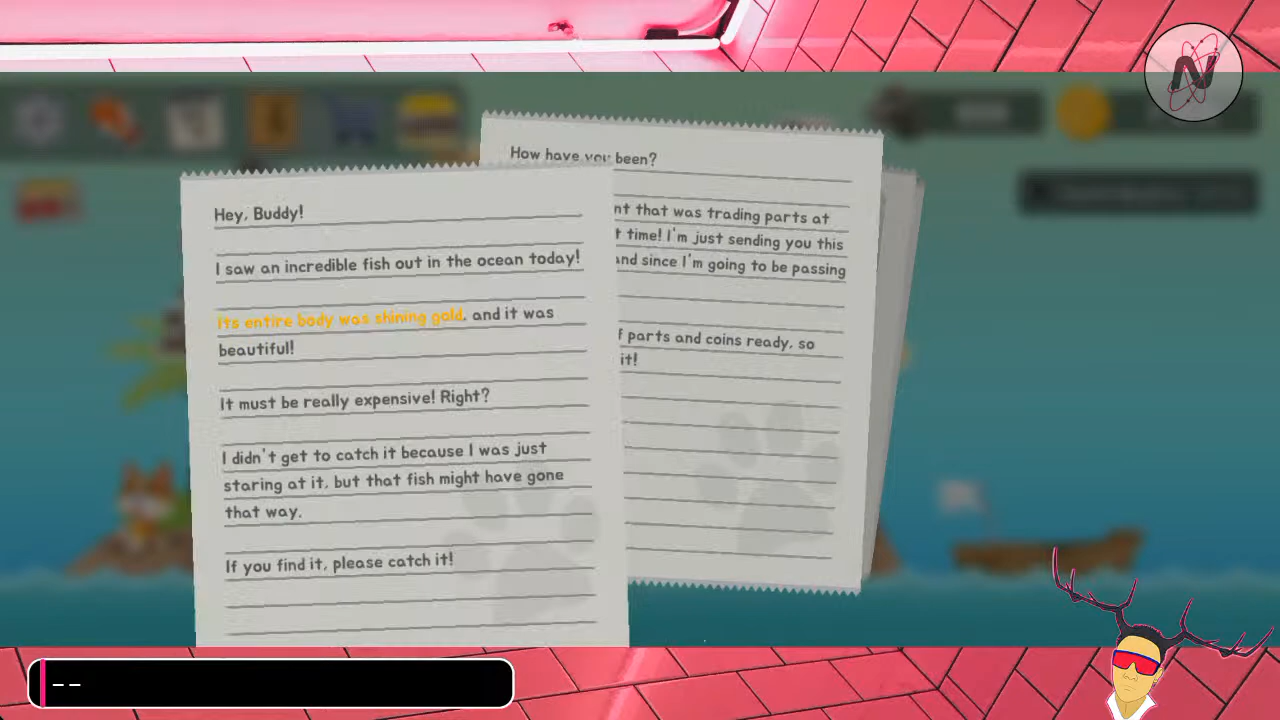 Hey, Buddy!
I saw an incredible fish out in the ocean today!
Its entire body was shining gold, and it was
beautiful!
It must be really expensive! Right?
I didn't get to catch it because I was just
staring at it, but that fish might have gone
that way.
If you find it, please catch it!
How have you been?
nt that was trading parts at
t time! I'm just sending you this
and since I'm going to be passing
f parts and coins ready, so
it!
N
--